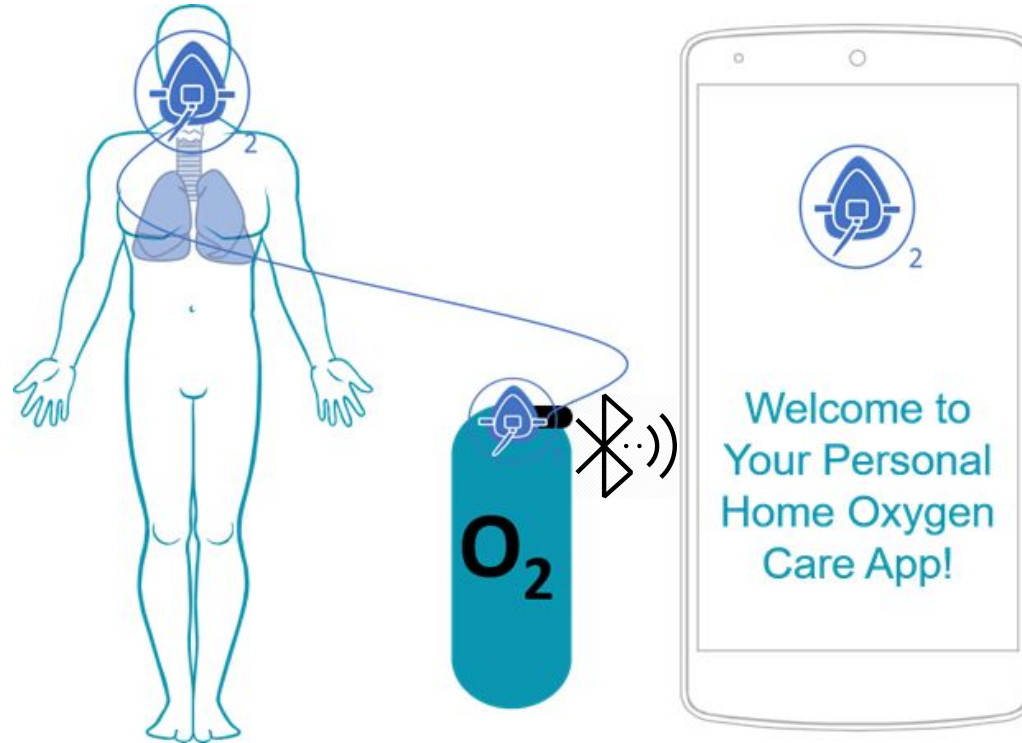 2
2
O₂
Welcome to
Your Personal
Home Oxygen
Care App!